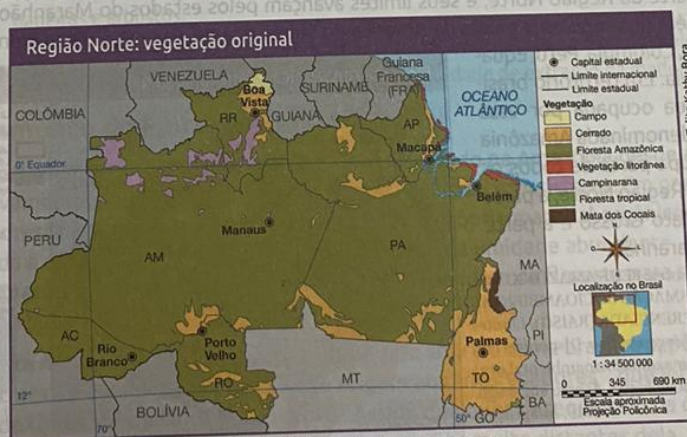 Região Norte: vegetação original
VENEZUELA
Guiana
Francesa
(FRA)
SURINAME
Boa
Vista
RR
GUIANA
COLÔMBIA
OCEANO
ATLÂNTICO
AP
Macapá
0° Equador
Belém
Manaus
PERU
AM
PA
MA
AC
Rio
Branco
Porto
Velho
RO
Palmas
TO
PI
MT
BA
12°
BOLÍVIA
70°
50°
GO
Capital estadual
Limite internacional
Limite estadual
Vegetação
Campo
Cerrado
Floresta Amazônica
Vegetação litorânea
Campinarana
Floresta tropical
Mata dos Cocais
Localização no Brasil
1 : 34 500 000
0 345 690 km
Escala aproximada
Projeção Policônica